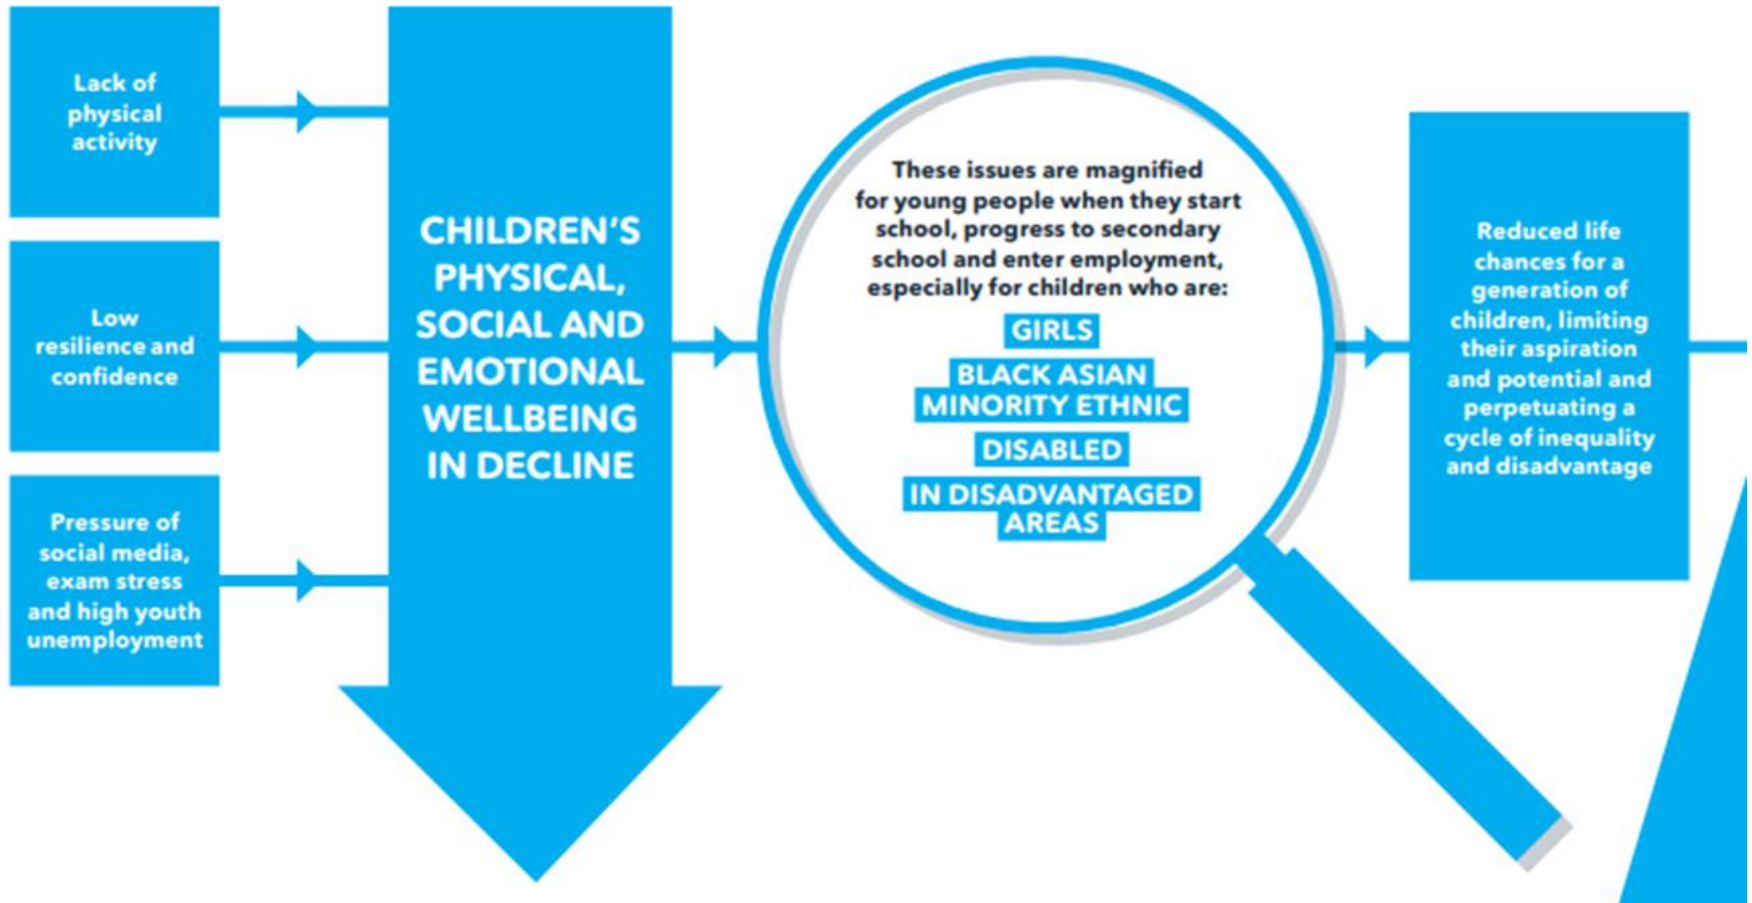 Lack of
physical
activity
Low
resilience and
confidence
Pressure of
social media,
exam stress
and high youth
unemployment
CHILDREN'S
PHYSICAL,
SOCIAL AND
EMOTIONAL
WELLBEING
IN DECLINE
These issues are magnified
for young people when they start
school, progress to secondary
school and enter employment,
especially for children who are:
GIRLS
BLACK ASIAN
MINORITY ETHNIC
DISABLED
IN DISADVANTAGED
AREAS
Reduced life
chances for a
generation of
children, limiting
their aspiration
and potential and
perpetuating a
cycle of inequality
and disadvantage